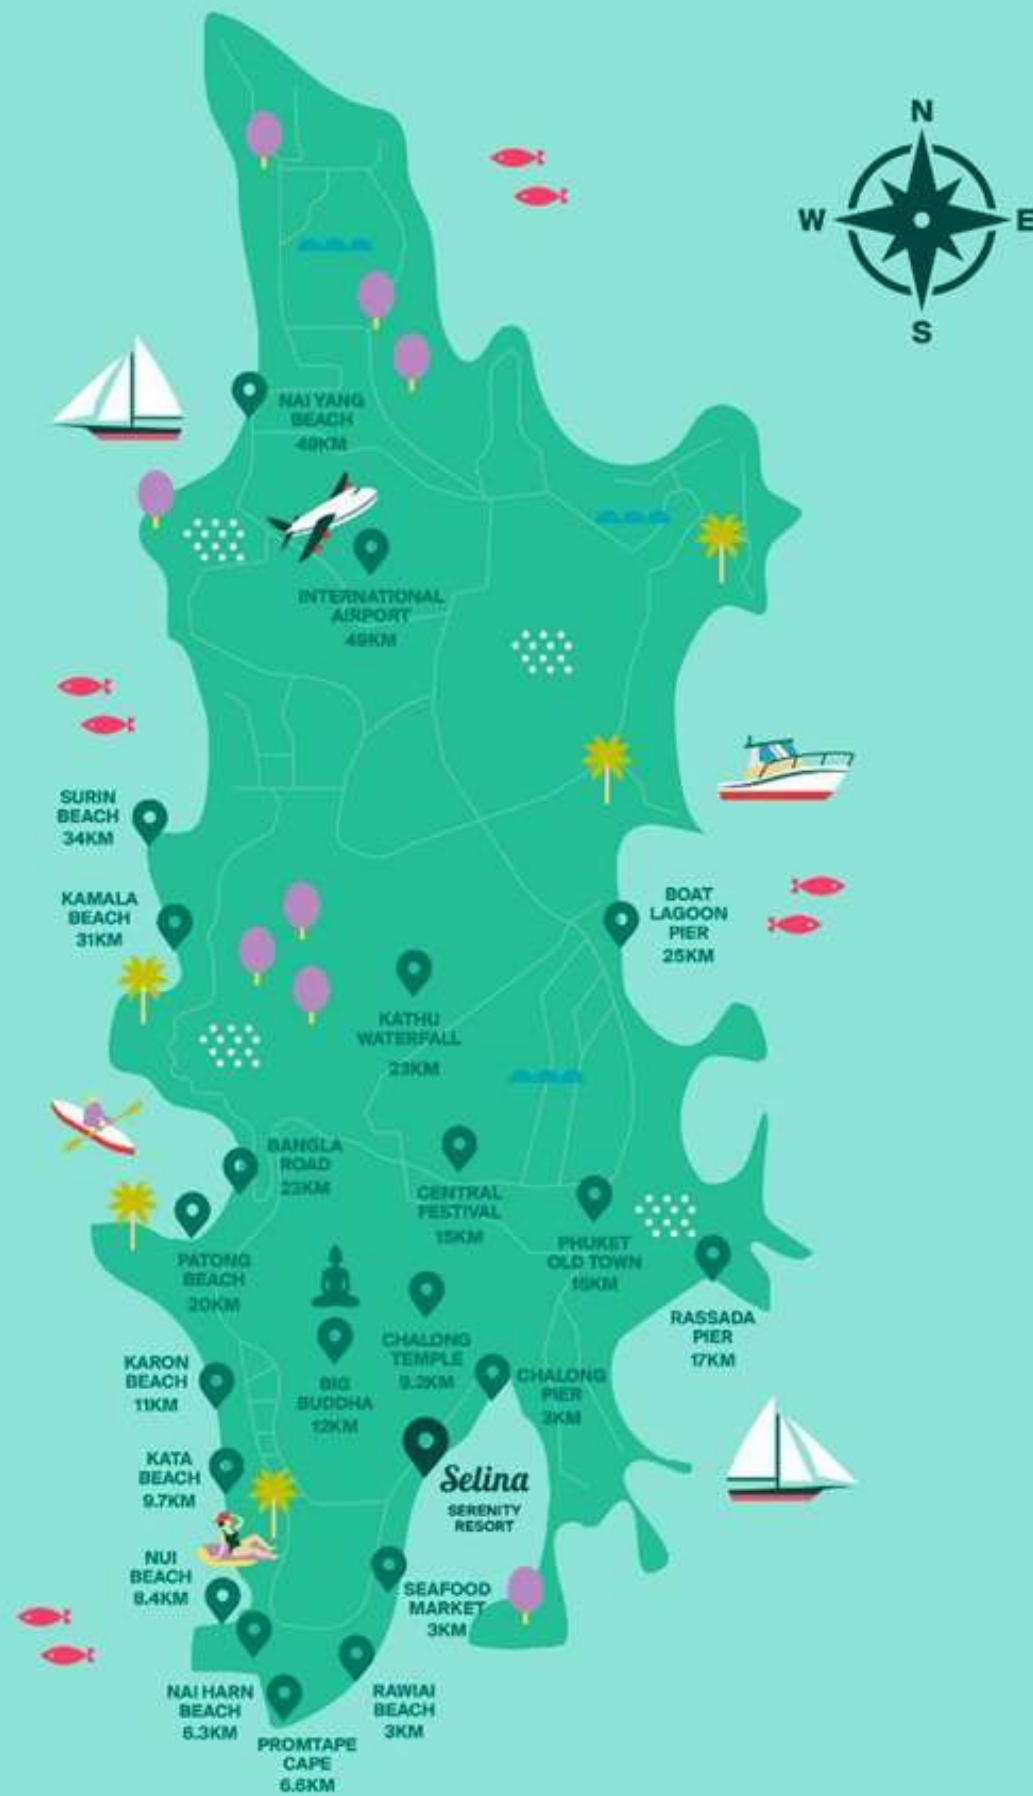 N
W
E
S
NAI YANG
BEACH
49KM
INTERNATIONAL
AIRPORT
49KM
SURIN
BEACH
34KM
KAMALA
BEACH
31KM
BOAT
LAGOON
PIER
25KM
KATHU
WATERFALL
23KM
BANGLA
ROAD
23KM
CENTRAL
FESTIVAL
15KM
PHUKET
OLD TOWN
15KM
PATONG
BEACH
20KM
RASSADA
PIER
17KM
CHALONG
TEMPLE
9.2KM
KARON
BEACH
11KM
BIG
BUDDHA
12KM
CHALONG
PIER
3KM
KATA
BEACH
9.7KM
Selina
SERENITY
RESORT
NUI
BEACH
8.4KM
SEAFOOD
MARKET
3KM
NAI HARN
BEACH
6.3KM
RAWIAI
BEACH
3KM
PROMTAPE
CAPE
6.6KM